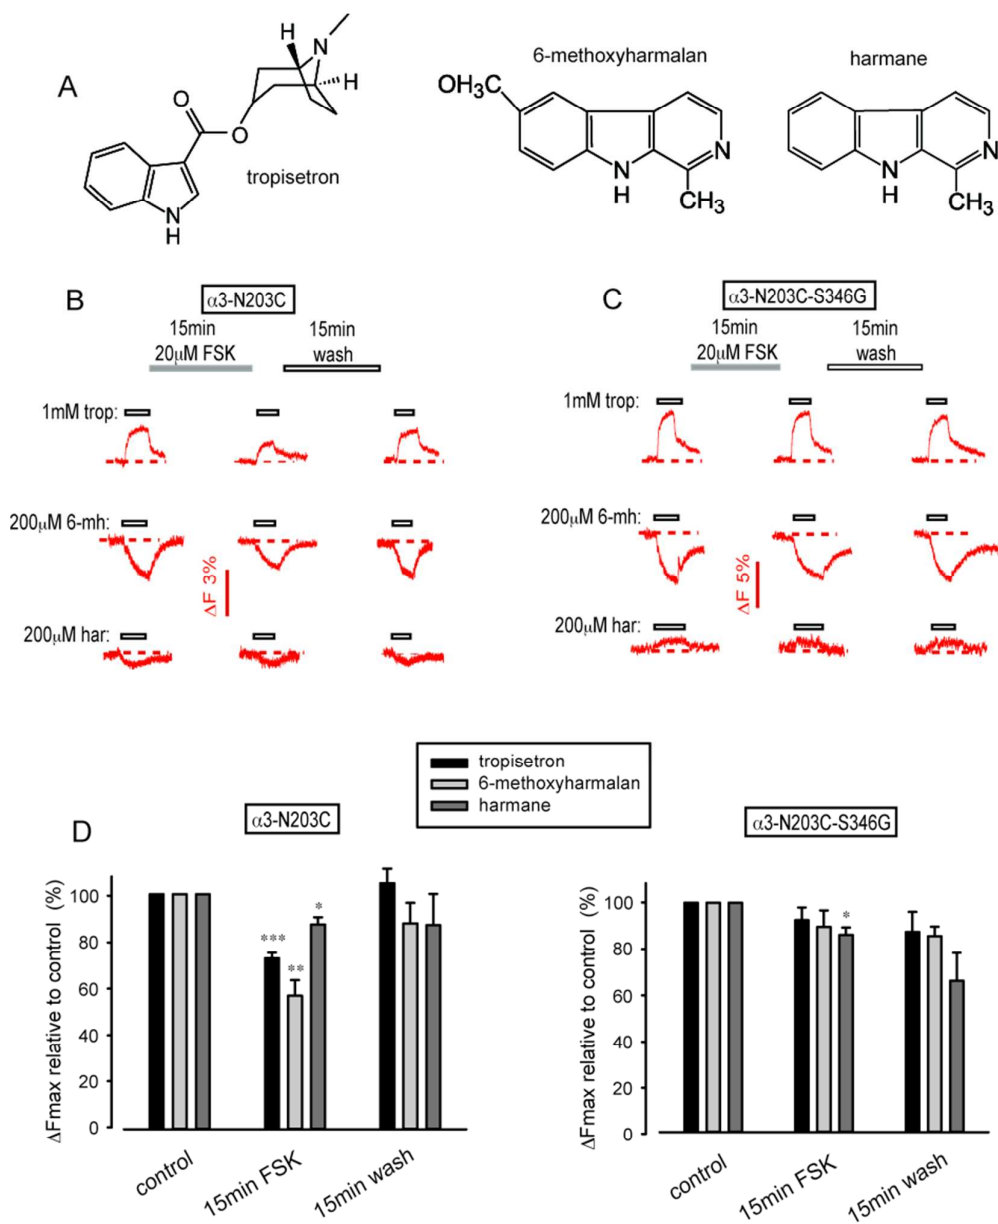 A
H
N
H
O
O
tropisetron
N
H
6-methoxyharmalan
OH3C
N
H
N
CH3
harmane
N
H
N
CH3
B
α3-N203C
15min
20μM FSK
15min
wash
1mM trop:
200μM 6-mh:
ΔF 3%
200μM har:
C
α3-N203C-S346G
15min
20μM FSK
15min
wash
1mM trop:
200μM 6-mh:
ΔF 5%
200μM har:
tropisetron
6-methoxyharmalan
harmane
D
α3-N203C
ΔFmax relative to control (%)
100
80
60
40
20
0
***
**
*
control
15min FSK
15min wash
α3-N203C-S346G
ΔFmax relative to control (%)
100
80
60
40
20
0
*
control
15min FSK
15min wash